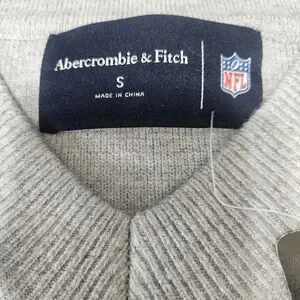 Abercrombie & Fitch
S
MADE IN CHINA
NFL